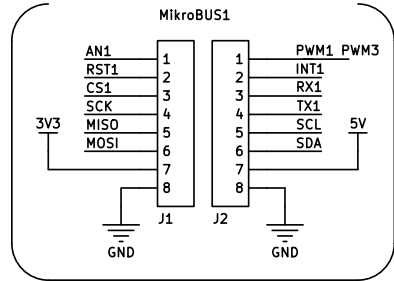 MikroBUS1
AN1 1 1 PWM1 PWM3
RST1 2 2 INT1
CS1 3 3 RX1
SCK 4 4 TX1
3V3 MISO 5 5 SCL 5V
MOSI 6 6 SDA
7 7
8 8
J1 J2
GND GND